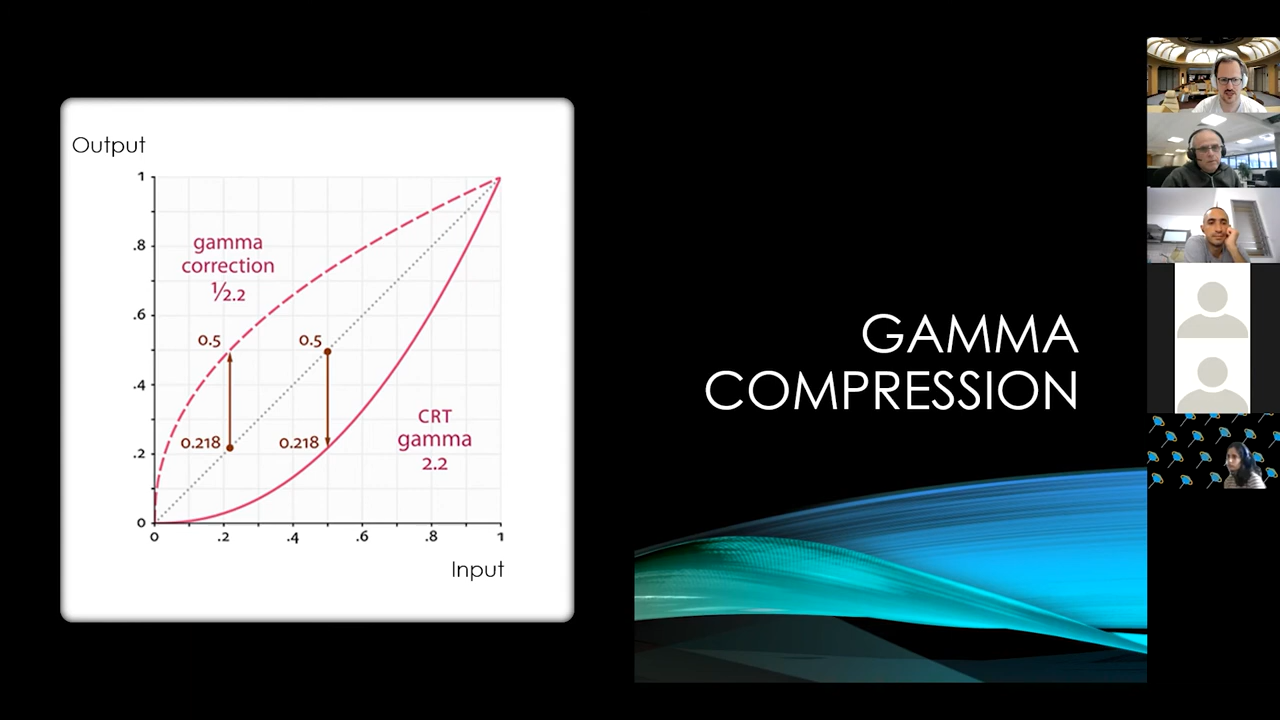 Output
1
.8
gamma
correction
½.2
.6
0.5
0.5
.4
CRT
gamma
2.2
0.218
0.218
.2
0
0
.2
.4
.6
.8
1
Input
GAMMA
COMPRESSION